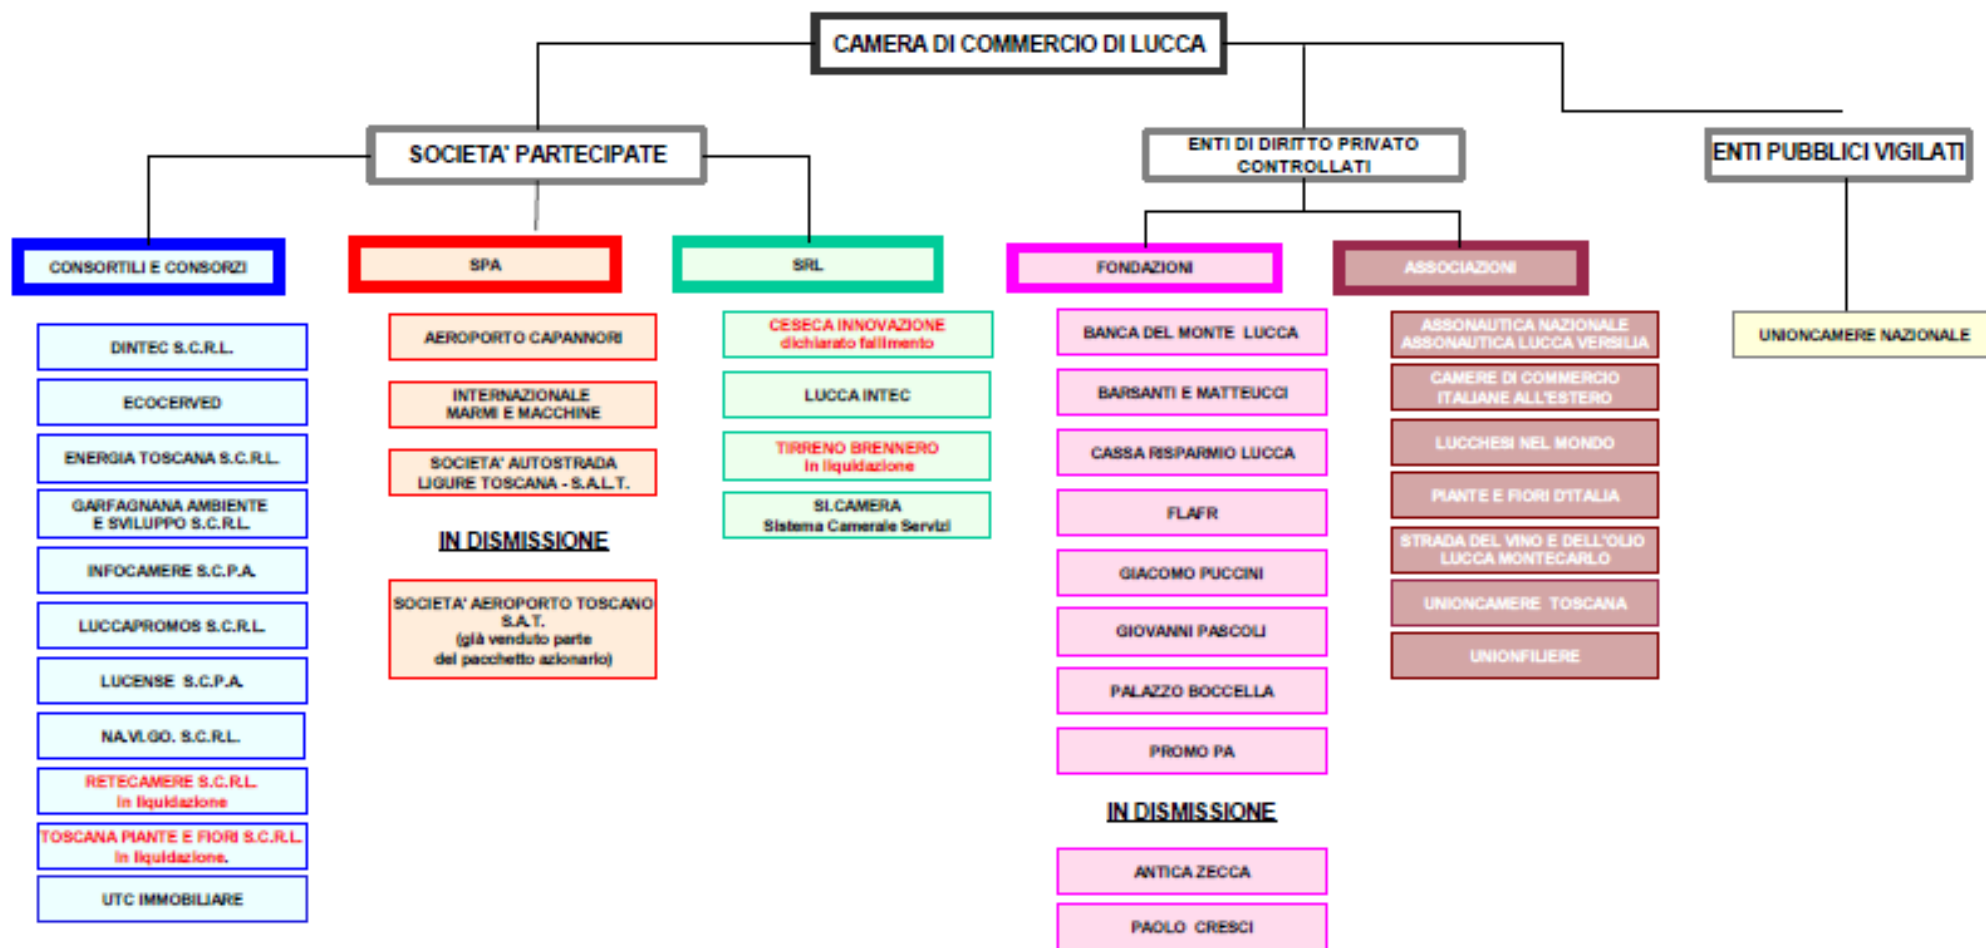 CAMERA DI COMMERCIO DI LUCCA
SOCIETA' PARTECIPATE
ENTI DI DIRITTO PRIVATO
CONTROLLATI
ENTI PUBBLICI VIGILATI
CONSORTILI E CONSORZI
DINTEC S.C.R.L.
ECOCERVED
ENERGIA TOSCANA S.C.R.L.
GARFAGNANA AMBIENTE
E SVILUPPO S.C.R.L.
INFOCAMERE S.C.P.A.
LUCCAPROMOS S.C.R.L.
LUCENSE S.C.P.A.
NA.VI.GO. S.C.R.L.
RETECAMERE S.C.R.L.
in liquidazione
TOSCANA PIANTE E FIORI S.C.R.L.
in liquidazione.
UTC IMMOBILIARE
SPA
AEROPORTO CAPANNORI
INTERNAZIONALE
MARMI E MACCHINE
SOCIETA' AUTOSTRADA
LIGURE TOSCANA - S.A.L.T.
IN DISMISSIONE
SOCIETA' AEROPORTO TOSCANO
S.A.T.
(già venduto parte
del pacchetto azionario)
SRL
CESECA INNOVAZIONE
dichiarato fallimento
LUCCA INTEC
TIRRENO BRENNERO
in liquidazione
SI.CAMERA
Sistema Camerale Servizi
FONDAZIONI
BANCA DEL MONTE LUCCA
BARSANTI E MATTEUCCI
CASSA RISPARMIO LUCCA
FLAFR
GIACOMO PUCCINI
GIOVANNI PASCOLI
PALAZZO BOCCELLA
PROMO PA
IN DISMISSIONE
ANTICA ZECCA
PAOLO CRESCI
ASSOCIAZIONI
ASSONAUTICA NAZIONALE
ASSONAUTICA LUCCA VERSILIA
CAMERE DI COMMERCIO
ITALIANE ALL'ESTERO
LUCCHESI NEL MONDO
PIANTE E FIORI D'ITALIA
STRADA DEL VINO E DELL'OLIO
LUCCA MONTECARLO
UNIONCAMERE TOSCANA
UNIONFILIERE
UNIONCAMERE NAZIONALE